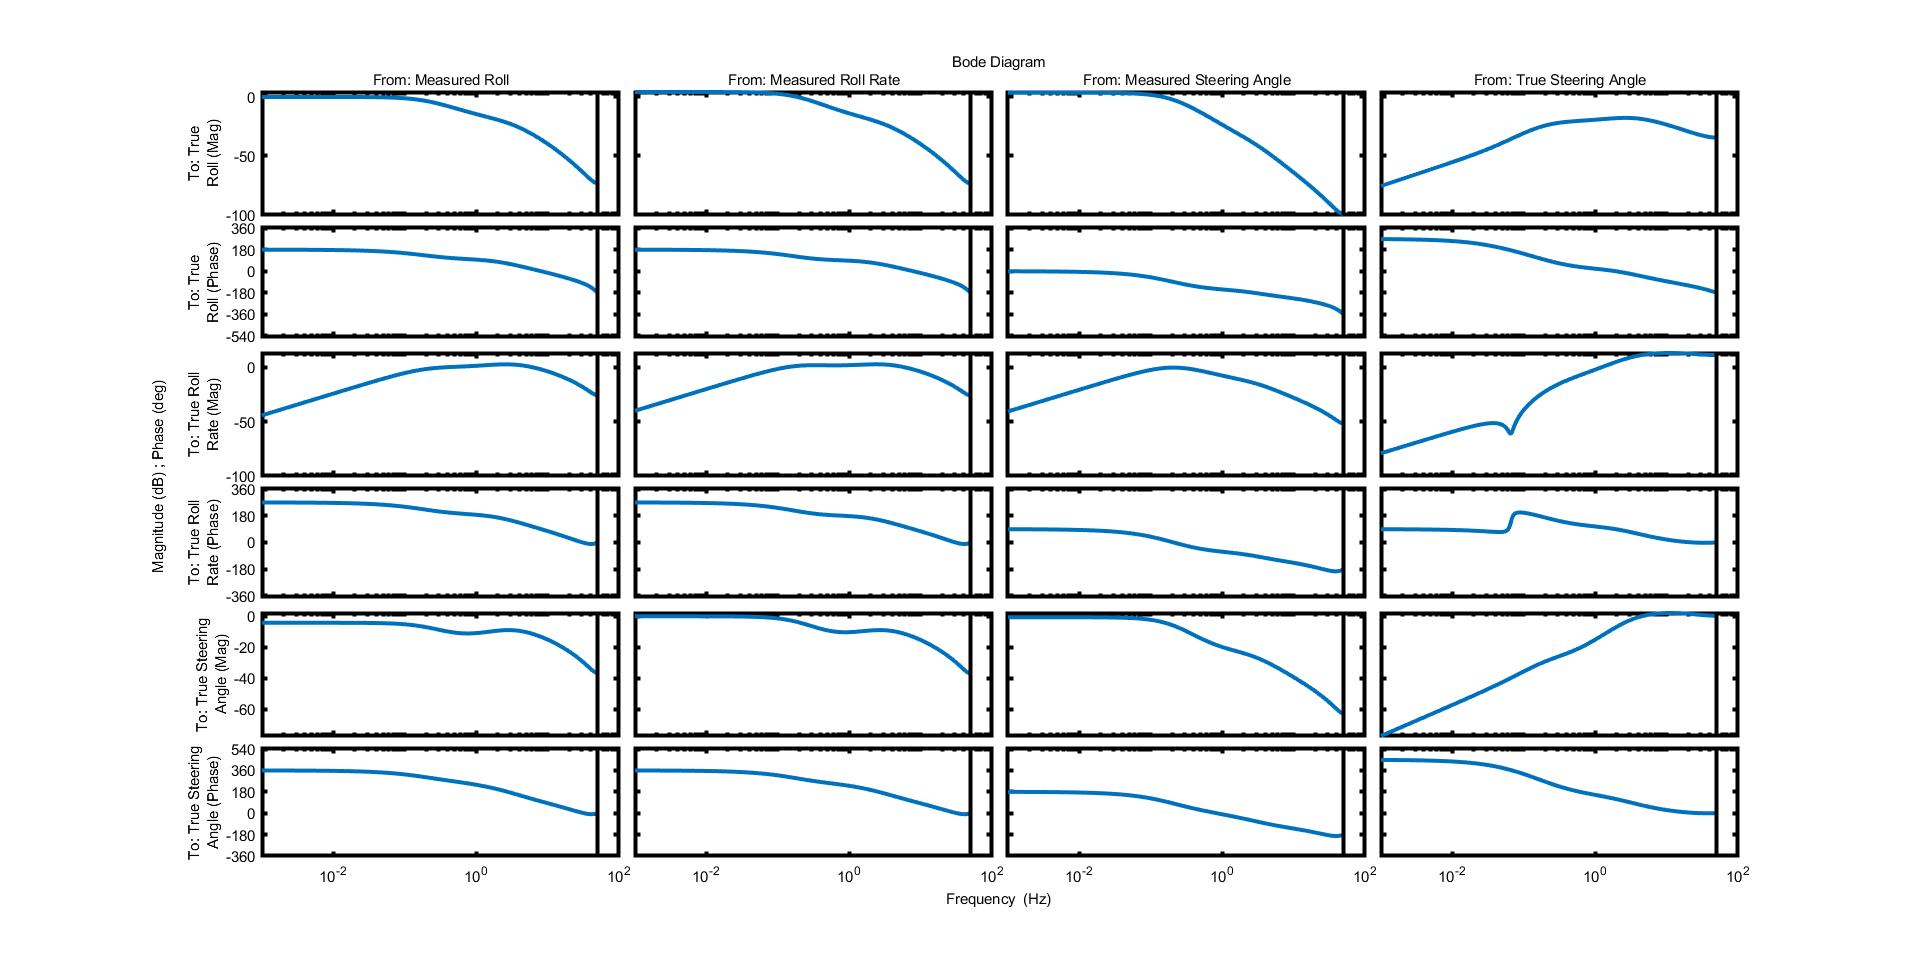 Bode Diagram
From: Measured Roll
From: Measured Roll Rate
From: Measured Steering Angle
From: True Steering Angle
Magnitude (dB) ; Phase (deg)
To: True
Roll (Mag)
0
-50
-100
To: True
Roll (Phase)
360
180
0
-180
-360
-540
To: True Roll
Rate (Mag)
0
-50
-100
To: True Roll
Rate (Phase)
360
180
0
-180
-360
To: True Steering
Angle (Mag)
0
-20
-40
-60
To: True Steering
Angle (Phase)
540
360
180
0
-180
-360
10^-2 10^0 10^2
10^-2 10^0 10^2
10^-2 10^0 10^2
10^-2 10^0 10^2
Frequency (Hz)